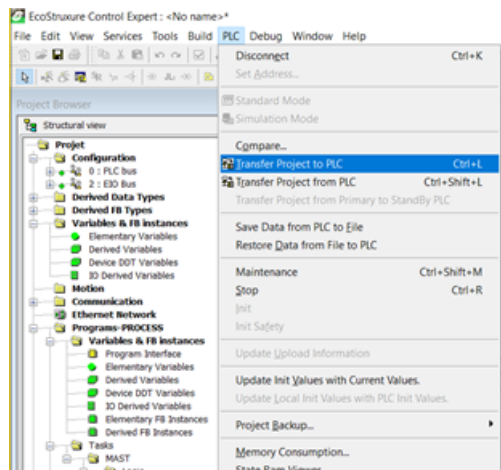 EcoStruxure Control Expert : <No name>*
File Edit View Services Tools Build PLC Debug Window Help
Disconnect Ctrl+K
Set Address...
Project Browser
Standard Mode
Structural view
Simulation Mode
Projet
Compare...
Configuration
Transfer Project to PLC Ctrl+L
0 : PLC bus
Transfer Project from PLC Ctrl+Shift+L
2 : EIO Bus
Transfer Project from Primary to StandBy PLC
Derived Data Types
Derived FB Types
Save Data from PLC to File
Variables & FB instances
Restore Data from File to PLC
Elementary Variables
Derived Variables
Maintenance Ctrl+Shift+M
Device DDT Variables
Stop Ctrl+R
IO Derived Variables
Init
Motion
Init Safety
Communication
Ethernet Network
Update Upload Information
Programs-PROCESS
Variables & FB instances
Update Init Values with Current Values.
Program Interface
Update Local Init Values with PLC Init Values.
Elementary Variables
Derived Variables
Project Backup...
Device DDT Variables
IO Derived Variables
Memory Consumption...
Elementary FB Instances
Derived FB Instances
State Ram Viewer
Tasks
MAST